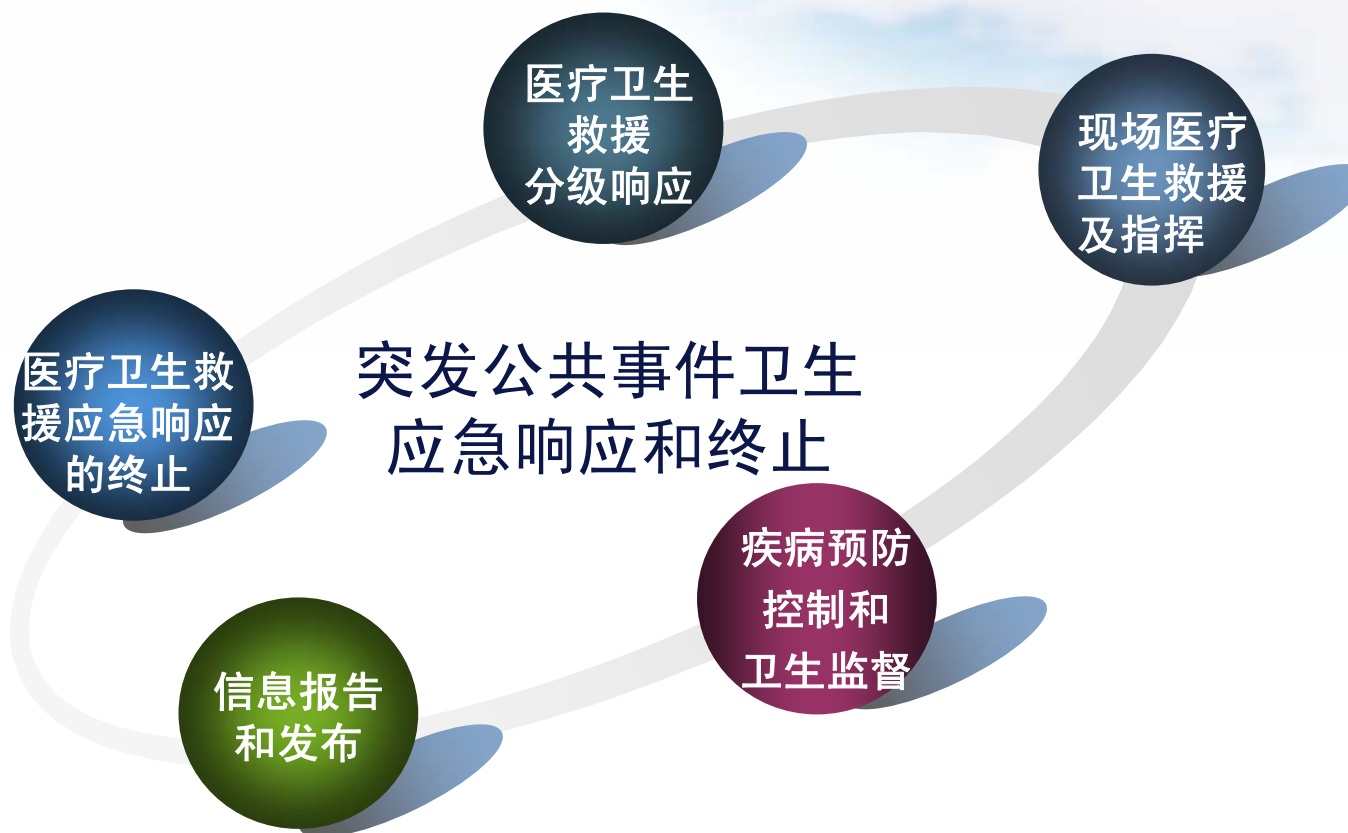 医疗卫生
救援
分级响应
现场医疗
卫生救援
及指挥
医疗卫生救
援应急响应
的终止
突发公共事件卫生
应急响应和终止
疾病预防
控制和
卫生监督
信息报告
和发布